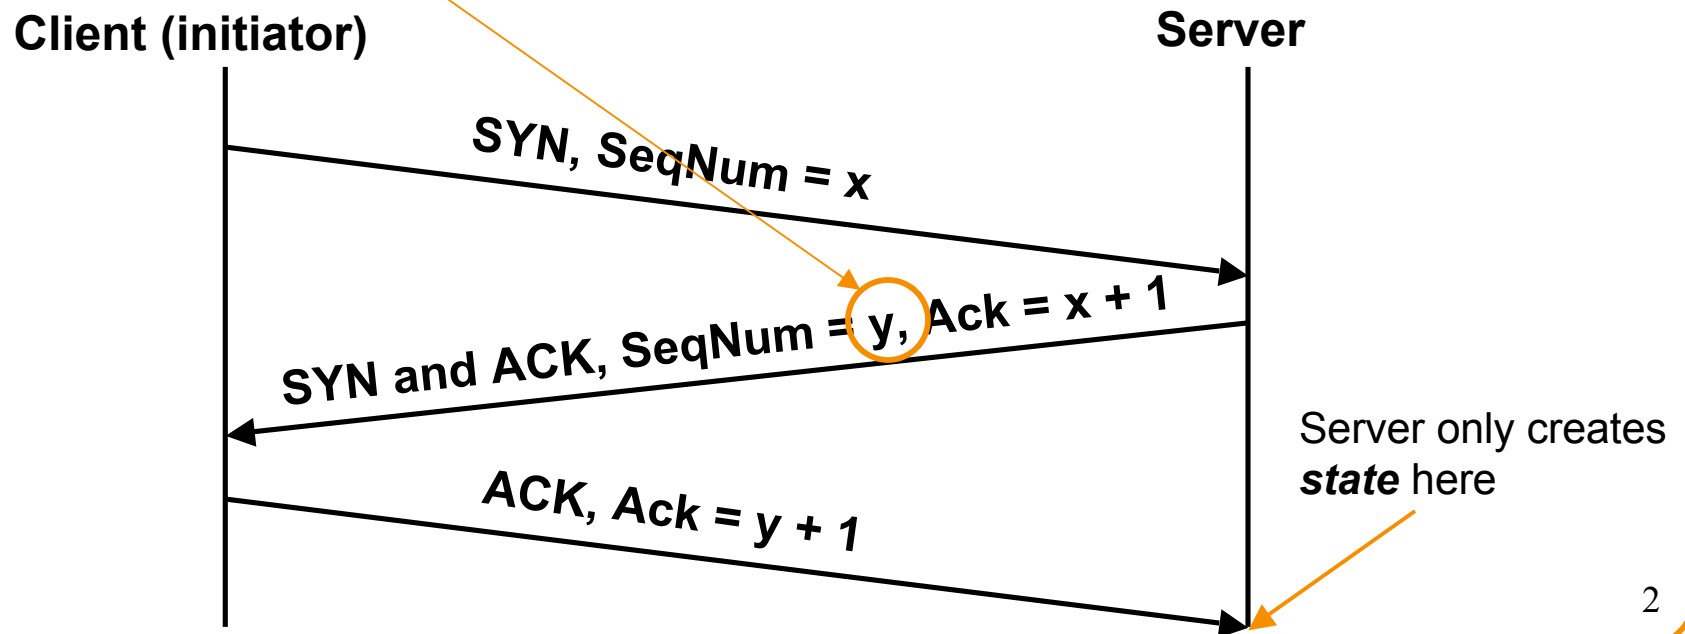 Client (initiator)
Server
SYN, SeqNum = x
SYN and ACK, SeqNum = y, Ack = x + 1
Server only creates
state here
ACK, Ack = y + 1
2